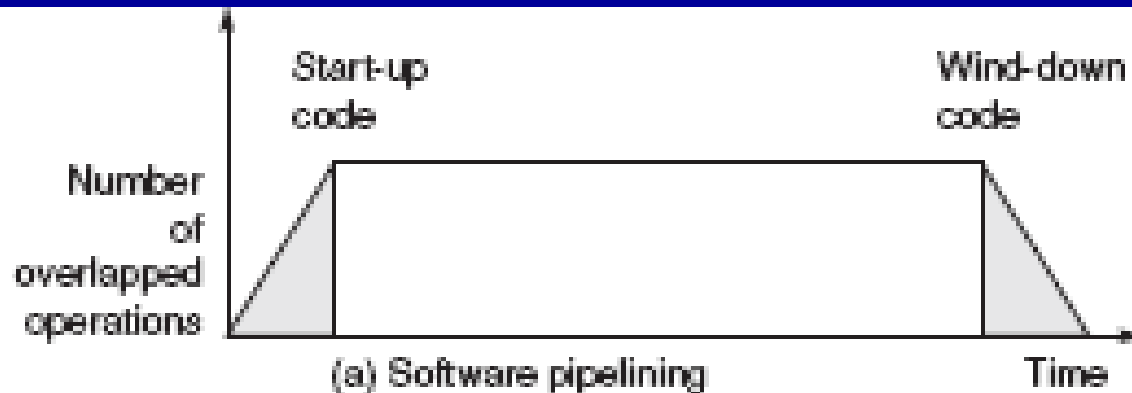 Start-up
code
Wind-down
code
Number
of
overlapped
operations
(a) Software pipelining
Time